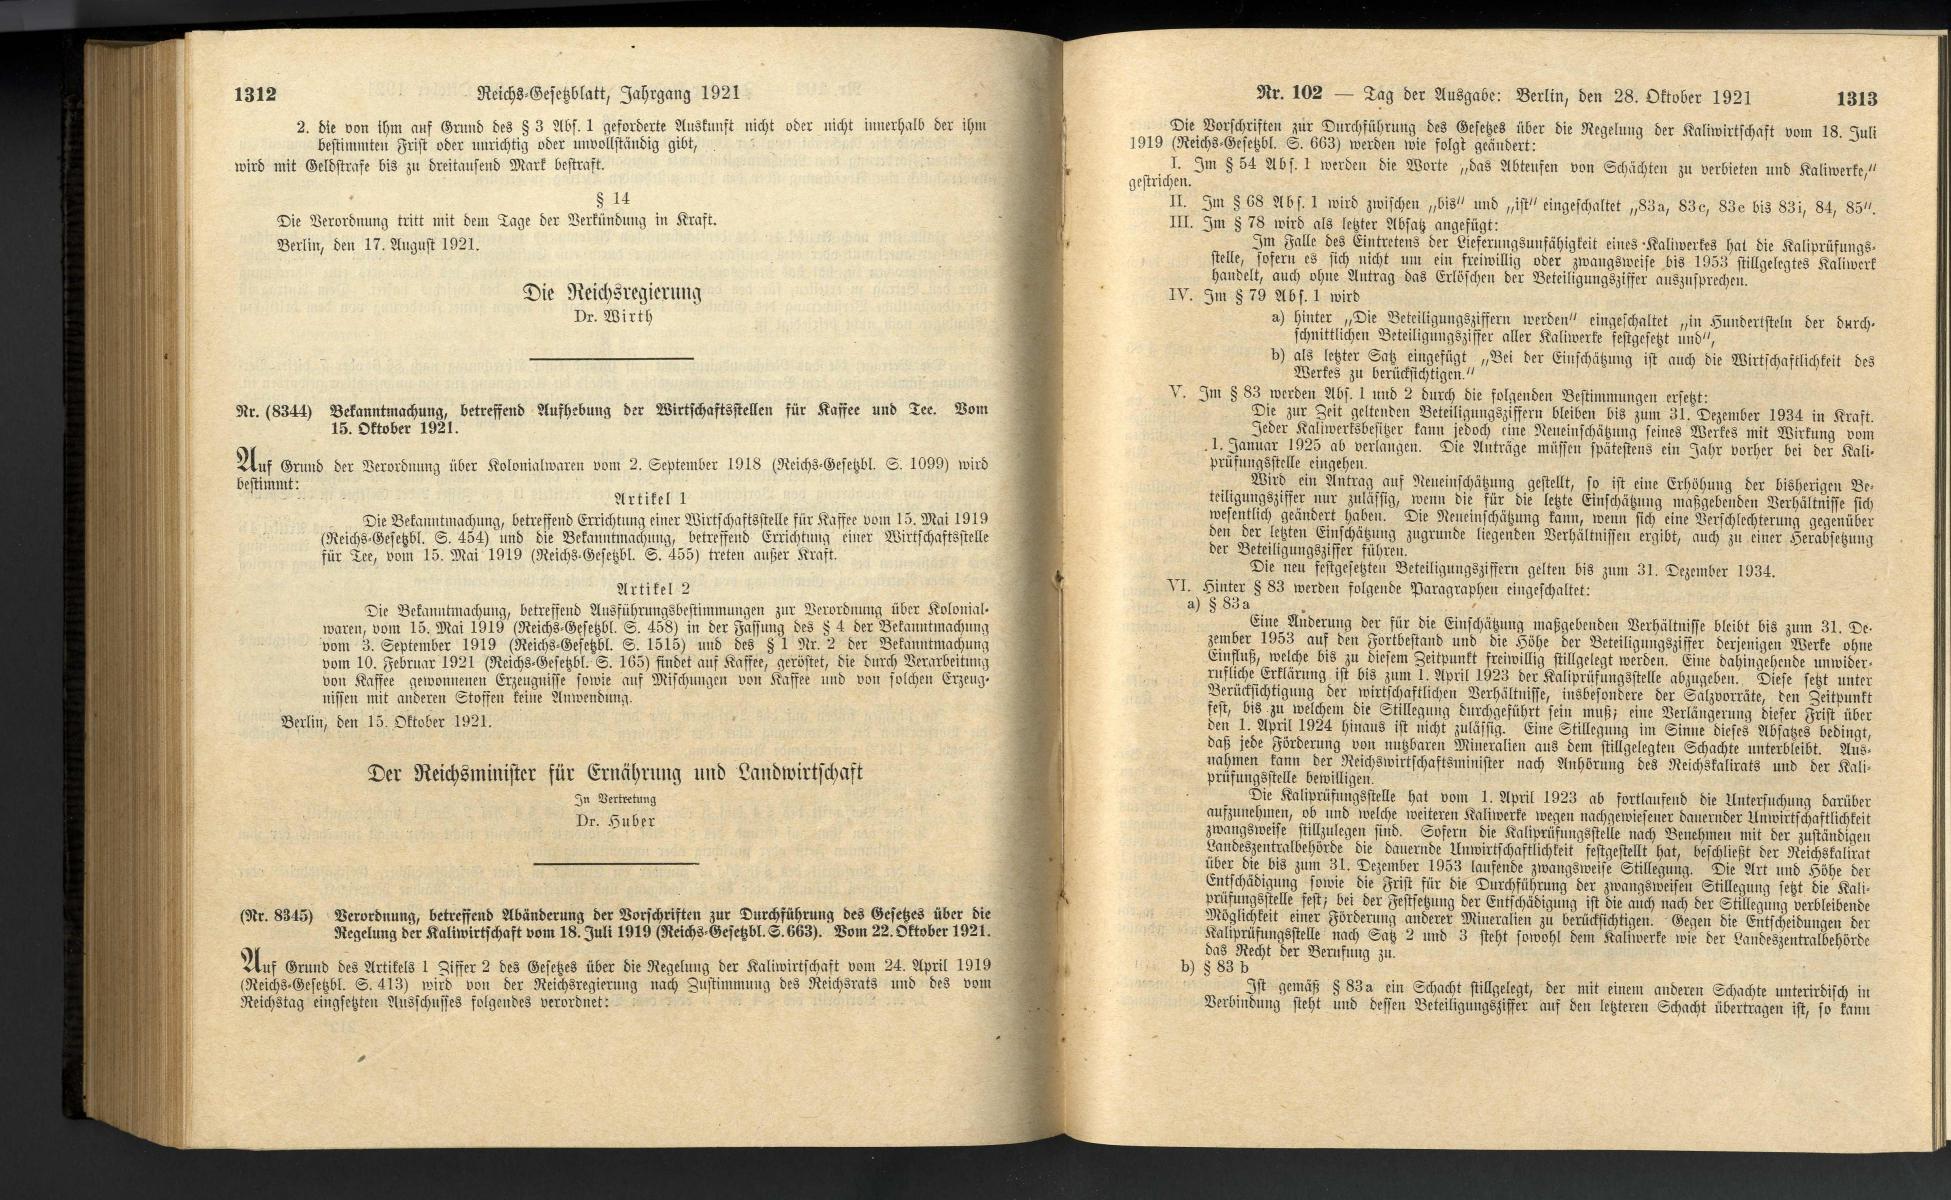 1312 Reichs-Gesetzblatt, Jahrgang 1921
2. die von ihm auf Grund des § 3 Abs. 1 geforderte Auskunft nicht oder nicht innerhalb der ihm
bestimmten Frist oder unrichtig oder unvollständig gibt,
wird mit Geldstrafe bis zu dreitausend Mark bestraft.
§ 14
Die Verordnung tritt mit dem Tage der Verkündung in Kraft.
Berlin, den 17. August 1921.
Die Reichsregierung
Dr. Wirth
Nr. (8344) Bekanntmachung, betreffend Aufhebung der Wirtschaftsstellen für Kaffee und Tee. Vom
15. Oktober 1921.
Auf Grund der Verordnung über Kolonialwaren vom 2. September 1918 (Reichs-Gesetzbl. S. 1099) wird
bestimmt:
Artikel 1
Die Bekanntmachung, betreffend Errichtung einer Wirtschaftsstelle für Kaffee vom 15. Mai 1919
(Reichs-Gesetzbl. S. 454) und die Bekanntmachung, betreffend Errichtung einer Wirtschaftsstelle
für Tee, vom 15. Mai 1919 (Reichs-Gesetzbl. S. 455) treten außer Kraft.
Artikel 2
Die Bekanntmachung, betreffend Ausführungsbestimmungen zur Verordnung über Kolonial-
waren, vom 15. Mai 1919 (Reichs-Gesetzbl. S. 458) in der Fassung des § 4 der Bekanntmachung
vom 3. September 1919 (Reichs-Gesetzbl. S. 1515) und des § 1 Nr. 2 der Bekanntmachung
vom 10. Februar 1921 (Reichs-Gesetzbl. S. 165) findet auf Kaffee, geröstet, die durch Verarbeitung
von Kaffee gewonnenen Erzeugnisse sowie auf Mischungen von Kaffee und von solchen Erzeug-
nissen mit anderen Stoffen keine Anwendung.
Berlin, den 15. Oktober 1921.
Der Reichsminister für Ernährung und Landwirtschaft
In Vertretung
Dr. Huber
(Nr. 8345) Verordnung, betreffend Abänderung der Vorschriften zur Durchführung des Gesetzes über die
Regelung der Kaliwirtschaft vom 18. Juli 1919 (Reichs-Gesetzbl. S. 663). Vom 22. Oktober 1921.
Auf Grund des Artikels 1 Ziffer 2 des Gesetzes über die Regelung der Kaliwirtschaft vom 24. April 1919
(Reichs-Gesetzbl. S. 413) wird von der Reichsregierung nach Zustimmung des Reichsrats und des vom
Reichstag eingesetzten Ausschusses folgendes verordnet:
Nr. 102 — Tag der Ausgabe: Berlin, den 28. Oktober 1921 1313
Die Vorschriften zur Durchführung des Gesetzes über die Regelung der Kaliwirtschaft vom 18. Juli
1919 (Reichs-Gesetzbl. S. 663) werden wie folgt geändert:
I. Im § 54 Abs. 1 werden die Worte „das Abteufen von Schächten zu verbieten und Kaliwerke,"
gestrichen.
II. Im § 68 Abs. 1 wird zwischen „bis" und „ist" eingeschaltet „83a, 83c, 83e bis 83i, 84, 85".
III. Im § 78 wird als letzter Absatz angefügt:
Im Falle des Eintretens der Lieferungsunfähigkeit eines Kaliwerkes hat die Kaliprüfungs-
stelle, sofern es sich nicht um ein freiwillig oder zwangsweise bis 1953 stillgelegtes Kaliwerk
handelt, auch ohne Antrag das Erlöschen der Beteiligungsziffer auszusprechen.
IV. Im § 79 Abs. 1 wird
a) hinter „Die Beteiligungsziffern werden" eingeschaltet „in Hundertsteln der durch-
schnittlichen Beteiligungsziffer aller Kaliwerke festgesetzt und",
b) als letzter Satz eingefügt „Bei der Einschätzung ist auch die Wirtschaftlichkeit des
Werkes zu berücksichtigen."
V. Im § 83 werden Abs. 1 und 2 durch die folgenden Bestimmungen ersetzt:
Die zur Zeit geltenden Beteiligungsziffern bleiben bis zum 31. Dezember 1934 in Kraft.
Jeder Kaliwerksbesitzer kann jedoch eine Neueinschätzung seines Werkes mit Wirkung vom
1. Januar 1925 ab verlangen. Die Anträge müssen spätestens ein Jahr vorher bei der Kali-
prüfungsstelle eingehen.
Wird ein Antrag auf Neueinschätzung gestellt, so ist eine Erhöhung der bisherigen Be-
teiligungsziffer nur zulässig, wenn die für die letzte Einschätzung maßgebenden Verhältnisse sich
wesentlich geändert haben. Die Neueinschätzung kann, wenn sich eine Verschlechterung gegenüber
den der letzten Einschätzung zugrunde liegenden Verhältnissen ergibt, auch zu einer Herabsetzung
der Beteiligungsziffer führen.
Die neu festgesetzten Beteiligungsziffern gelten bis zum 31. Dezember 1934.
VI. Hinter § 83 werden folgende Paragraphen eingeschaltet:
a) § 83a
Eine Änderung der für die Einschätzung maßgebenden Verhältnisse bleibt bis zum 31. De-
zember 1953 auf den Fortbestand und die Höhe der Beteiligungsziffer derjenigen Werke ohne
Einfluß, welche bis zu diesem Zeitpunkt freiwillig stillgelegt werden. Eine dahingehende unwider-
rufliche Erklärung ist bis zum 1. April 1923 der Kaliprüfungsstelle abzugeben. Diese setzt unter
Berücksichtigung der wirtschaftlichen Verhältnisse, insbesondere der Salzvorräte, den Zeitpunkt
fest, bis zu welchem die Stillegung durchgeführt sein muß; eine Verlängerung dieser Frist über
den 1. April 1924 hinaus ist nicht zulässig. Eine Stillegung im Sinne dieses Absatzes bedingt,
daß jede Förderung von nutzbaren Mineralien aus dem stillgelegten Schachte unterbleibt. Aus-
nahmen kann der Reichswirtschaftsminister nach Anhörung des Reichskalirats und der Kali-
prüfungsstelle bewilligen.
Die Kaliprüfungsstelle hat vom 1. April 1923 ab fortlaufend die Untersuchung darüber
aufzunehmen, ob und welche weiteren Kaliwerke wegen nachgewiesener dauernder Unwirtschaftlichkeit
zwangsweise stillzulegen sind. Sofern die Kaliprüfungsstelle nach Benehmen mit der zuständigen
Landeszentralbehörde die dauernde Unwirtschaftlichkeit festgestellt hat, beschließt der Reichskalirat
über die bis zum 31. Dezember 1953 laufende zwangsweise Stillegung. Die Art und Höhe der
Entschädigung sowie die Frist für die Durchführung der zwangsweisen Stillegung setzt die Kali-
prüfungsstelle fest; bei der Festsetzung der Entschädigung ist die auch nach der Stillegung verbleibende
Möglichkeit einer Förderung anderer Mineralien zu berücksichtigen. Gegen die Entscheidungen der
Kaliprüfungsstelle nach Satz 2 und 3 steht sowohl dem Kaliwerke wie der Landeszentralbehörde
das Recht der Berufung zu.
b) § 83 b
Ist gemäß § 83a ein Schacht stillgelegt, der mit einem anderen Schachte unterirdisch in
Verbindung steht und dessen Beteiligungsziffer auf den letzteren Schacht übertragen ist, so kann